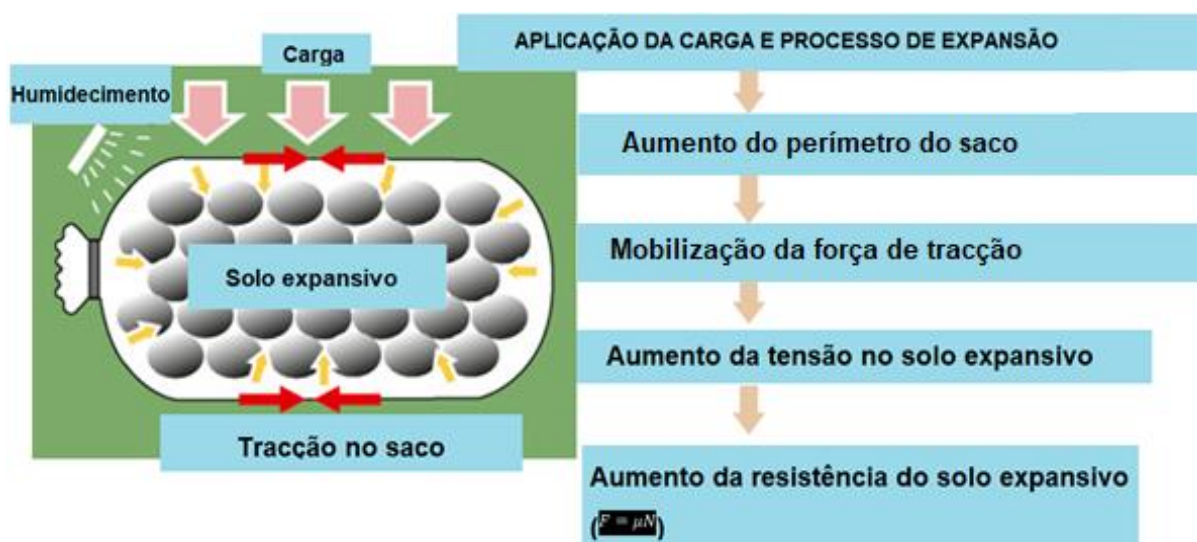 Carga
Humidecimento
Solo expansivo
Tracção no saco
APLICAÇÃO DA CARGA E PROCESSO DE EXPANSÃO
Aumento do perímetro do saco
Mobilização da força de tracção
Aumento da tensão no solo expansivo
Aumento da resistência do solo expansivo
(F = μN)